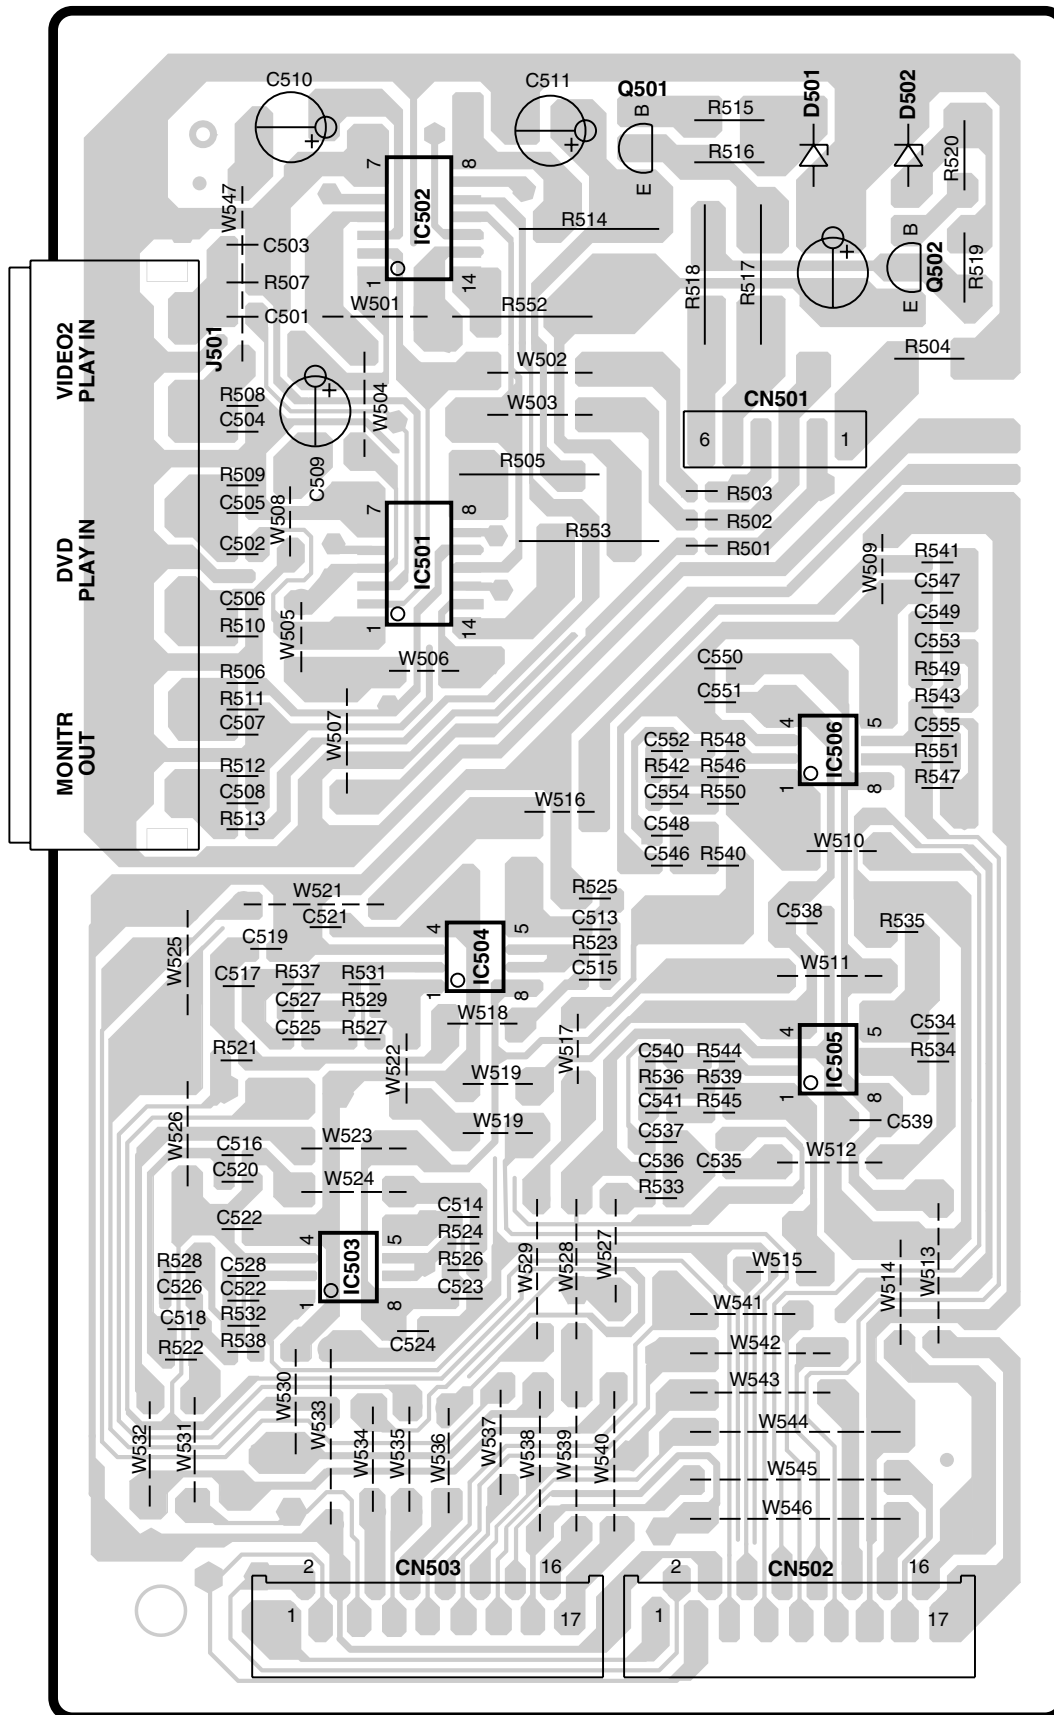 C510
C511
Q501
B
E
R515
R516
D501
D502
R520
7
8
IC502
1
14
W547
C503
R507
C501
J501
R514
W501
R552
R518
R517
B
E
Q502
R519
R504
VIDEO2
PLAY IN
R508
C504
W504
C509
W502
W503
CN501
6
1
R505
R503
R502
R501
R509
C505
W508
C502
7
8
IC501
1
14
R553
DVD
PLAY IN
C506
R510
W505
W506
W509
R541
C547
C549
C553
R549
R543
C555
R551
R547
R506
R511
C507
W507
C550
C551
4
5
IC506
1
8
MONITR
OUT
R512
C508
R513
C552
R548
R542
R546
C554
R550
C548
C546
R540
W516
W510
W521
C521
W525
C519
C517
R537
R531
C527
R529
C525
R527
R521
4
5
IC504
1
8
R525
C513
R523
C515
C538
R535
W511
W518
W522
W517
W519
W519
C540
R544
R536
R539
C541
R545
C537
C536
C535
R533
4
5
IC505
1
8
C534
R534
C539
W512
W526
C516
C520
W523
W524
C522
4
5
IC503
1
8
C514
R524
R526
C523
C524
R528
C528
C526
C522
C518
R532
R522
R538
W529
W528
W527
W515
W514
W513
W541
W542
W543
W544
W545
W546
W530
W533
W532
W531
W534
W535
W536
W537
W538
W539
W540
2
CN503
16
1
17
2
CN502
16
1
17